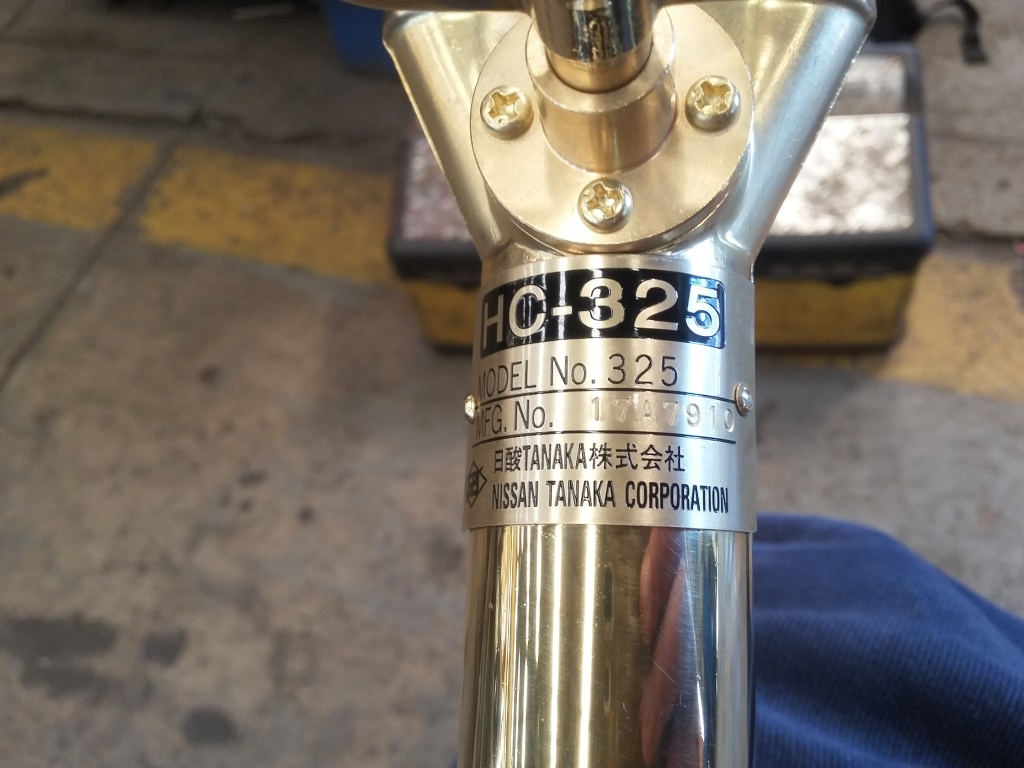 HC-325
MODEL No. 325
MFG. No. 17A7910
日酸TANAKA株式会社
NISSAN TANAKA CORPORATION